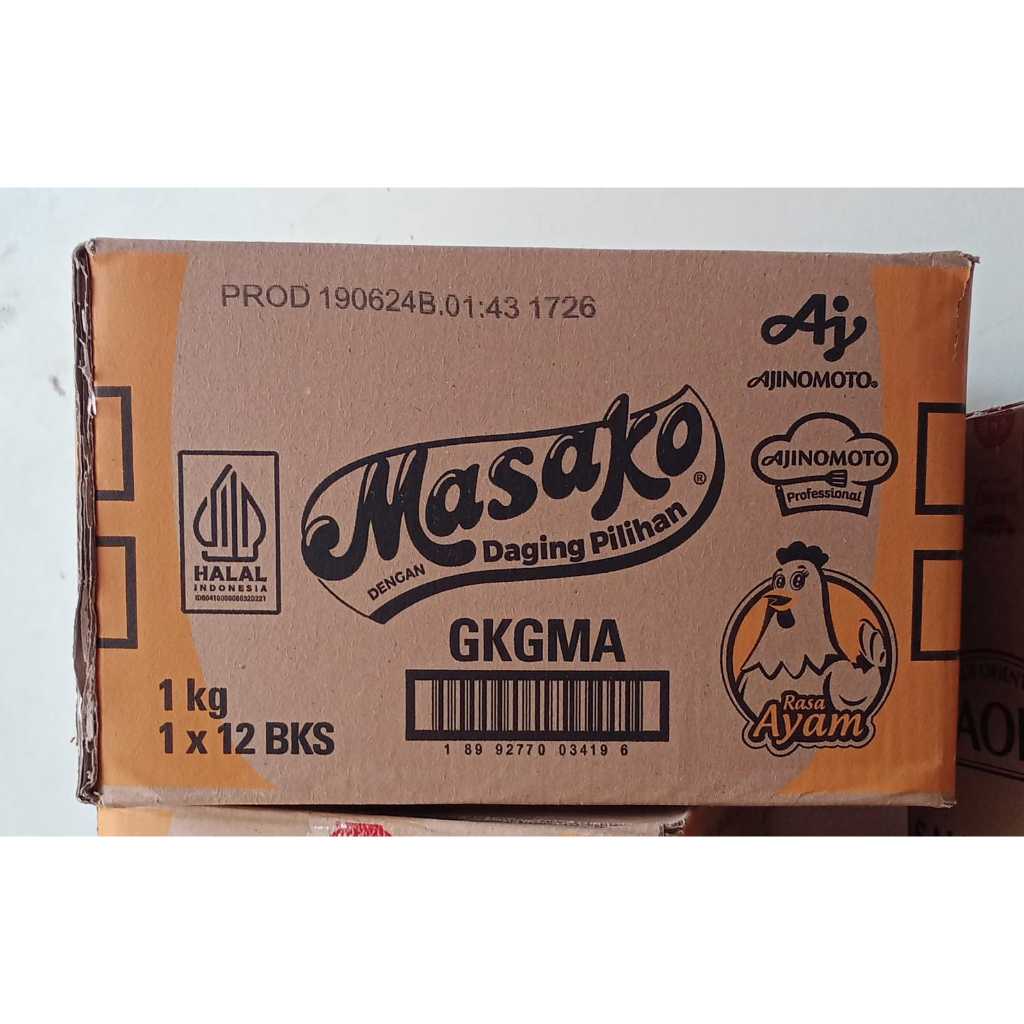 PROD 190624B.01:43 1726
Aj
AJINOMOTO®
Masako®
DENGAN Daging Pilihan
AJINOMOTO
Professional
HALAL
INDONESIA
GKGMA
1 kg
1 x 12 BKS
1 89 92770 03419 6
Rasa
Ayam